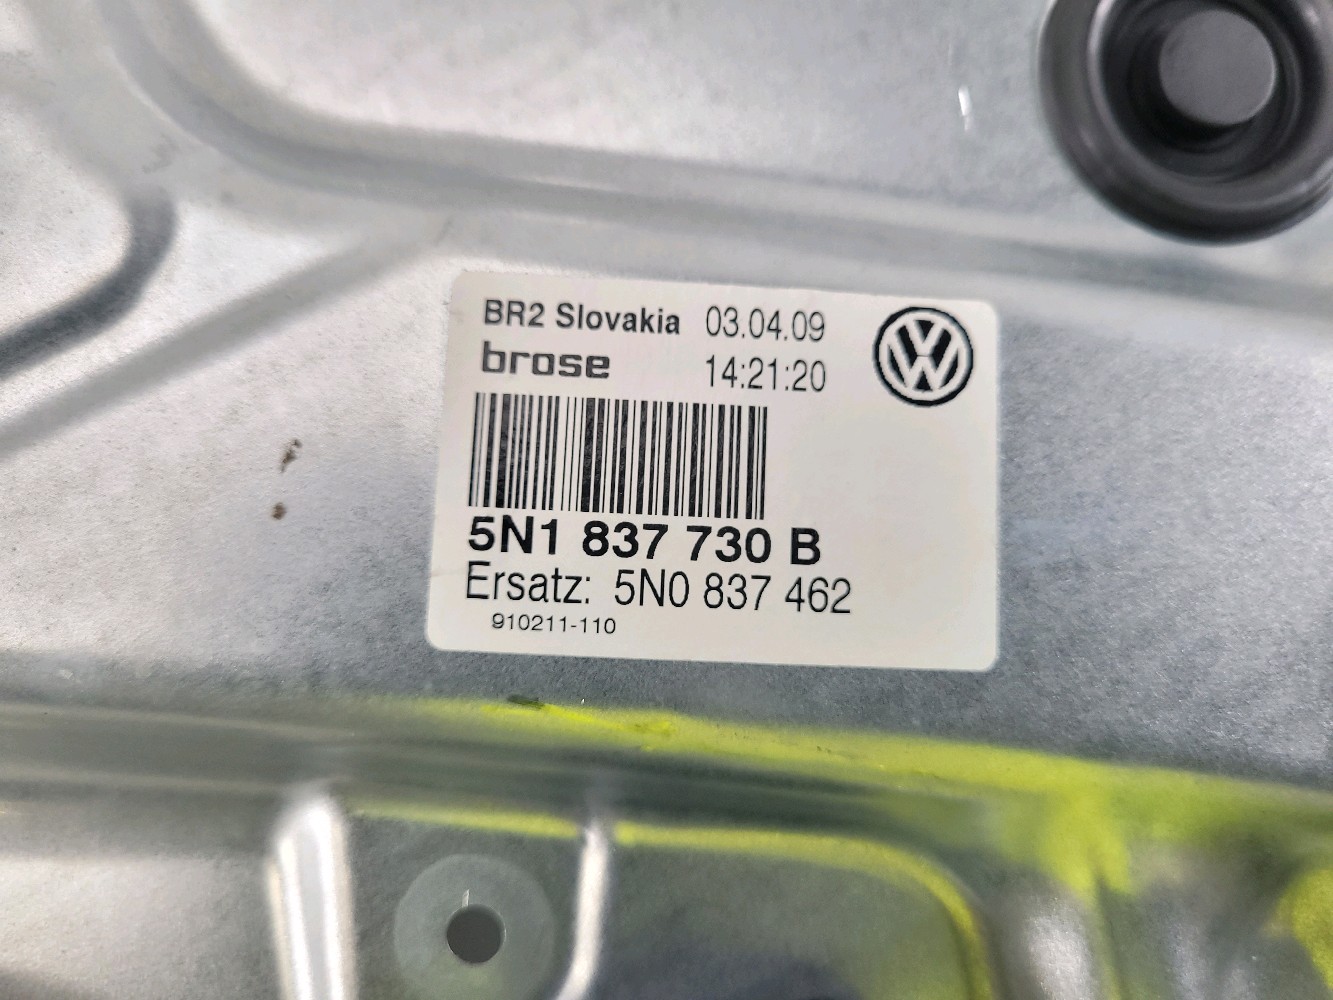 BR2 Slovakia 03.04.09
brose 14:21:20
5N1 837 730 B
Ersatz: 5N0 837 462
910211-110